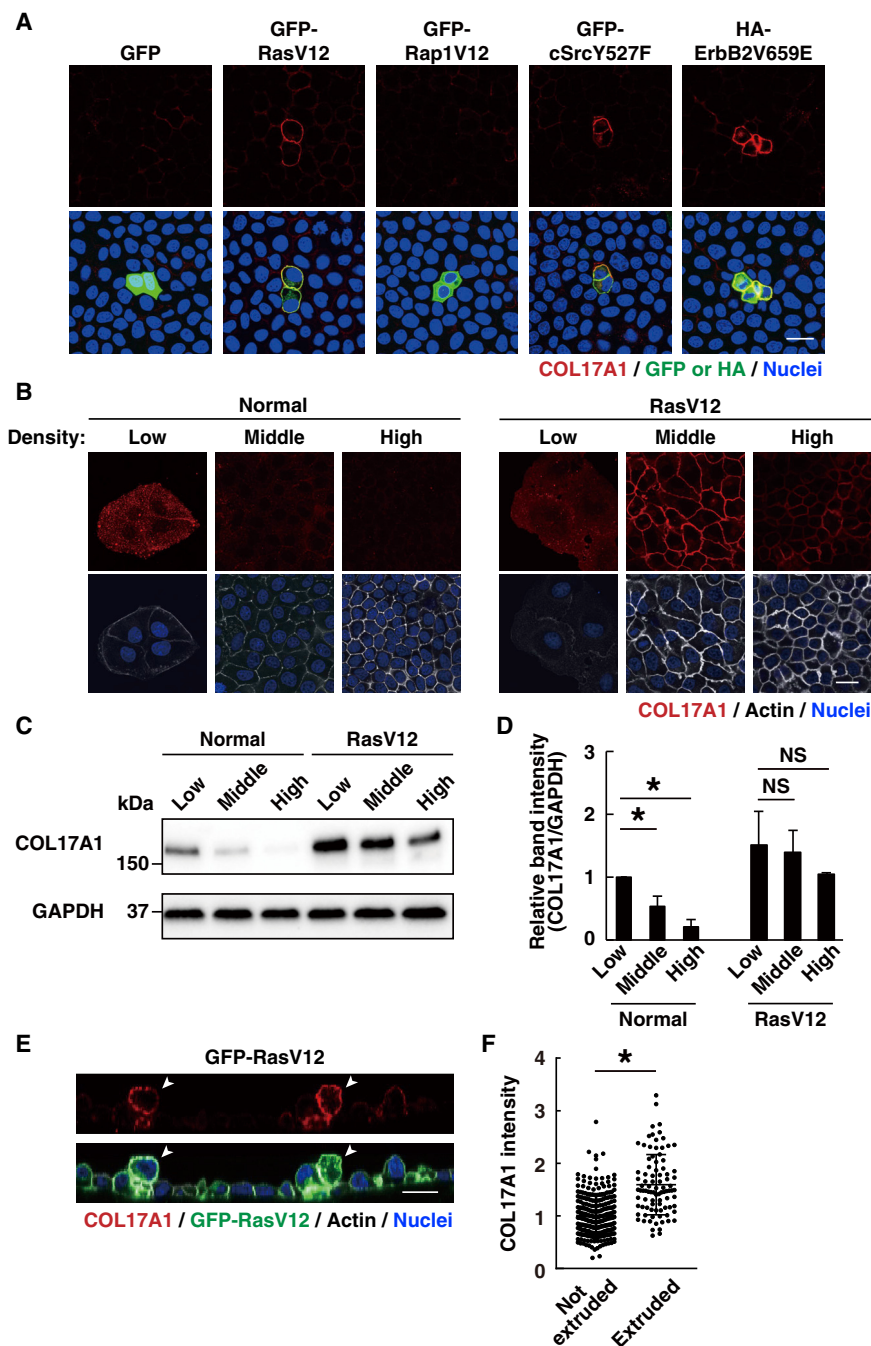 A
GFP
GFP-
RasV12
GFP-
Rap1V12
GFP-
cSrcY527F
HA-
ErbB2V659E
COL17A1 / GFP or HA / Nuclei
B
Normal
RasV12
Density: Low Middle High
Low Middle High
COL17A1 / Actin / Nuclei
C
Normal RasV12
kDa Low Middle High Low Middle High
COL17A1
150
GAPDH 37
D
Relative band intensity
(COL17A1/GAPDH)
3
2
1
0
* *
NS
NS
Low Middle High Low Middle High
Normal RasV12
E
GFP-RasV12
COL17A1 / GFP-RasV12 / Actin / Nuclei
F
COL17A1 intensity
4
3
2
1
0
*
Not
extruded
Extruded